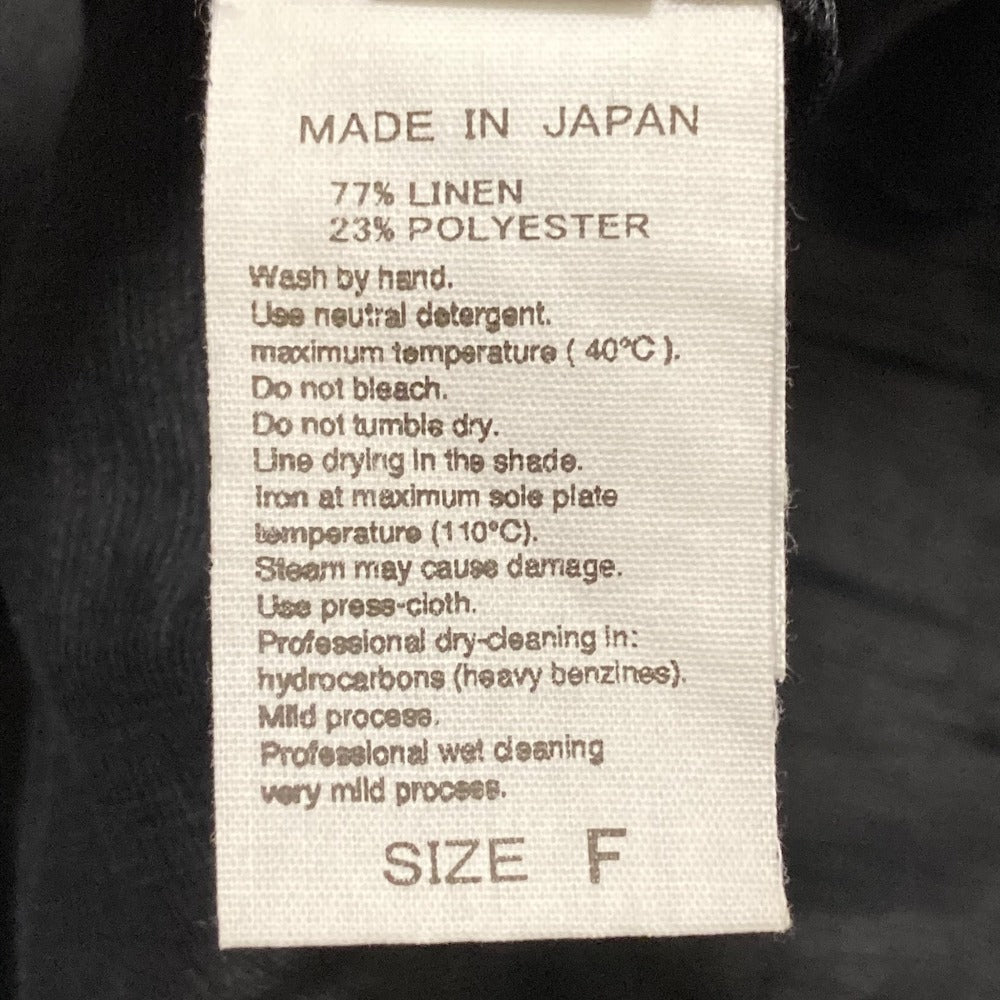 MADE IN JAPAN
77% LINEN
23% POLYESTER
Wash by hand.
Use neutral detergent.
maximum temperature ( 40°C ).
Do not bleach.
Do not tumble dry.
Line drying in the shade.
Iron at maximum sole plate
temperature (110°C).
Steam may cause damage.
Use press-cloth.
Professional dry-cleaning in:
hydrocarbons (heavy benzines).
Mild process.
Professional wet cleaning
very mild process.
SIZE F